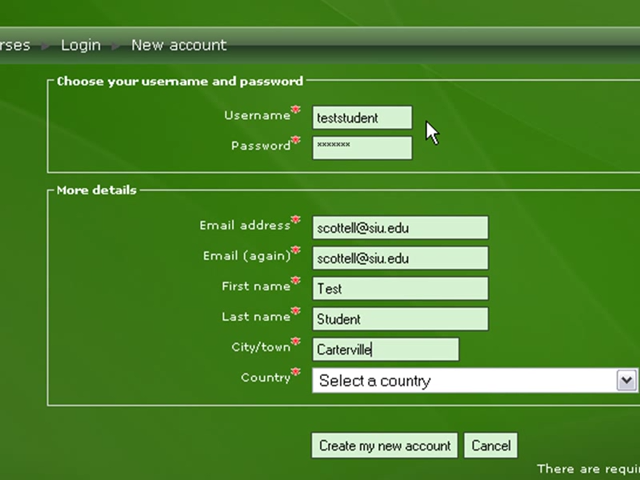 rses Login New account
Choose your username and password
Username* teststudent
Password* *******
More details
Email address* scottell@siu.edu
Email (again)* scottell@siu.edu
First name* Test
Last name* Student
City/town* Carterville
Country* Select a country
Create my new account Cancel
There are requi